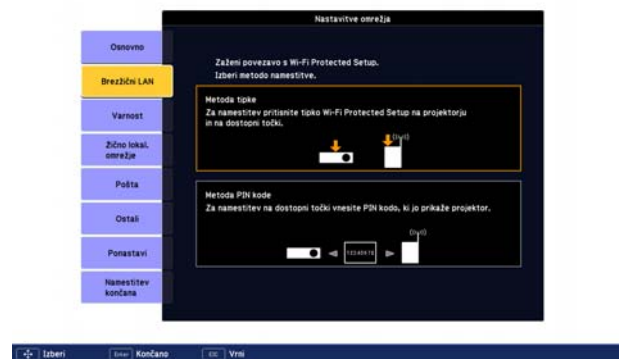 Nastavitve omrežja
Osnovno
Brezžični LAN
Varnost
Žično lokal.
omrežje
Pošta
Ostali
Ponastavi
Namestitev
končana
Zaženi povezavo s Wi-Fi Protected Setup.
Izberi metodo namestitve.
Metoda tipke
Za namestitev pritisnite tipko Wi-Fi Protected Setup na projektorju
in na dostopni točki.
Metoda PIN kode
Za namestitev na dostopni točki vnesite PIN kodo, ki jo prikaže projektor.
12345678
Izberi
Enter Končano
ESC Vrni